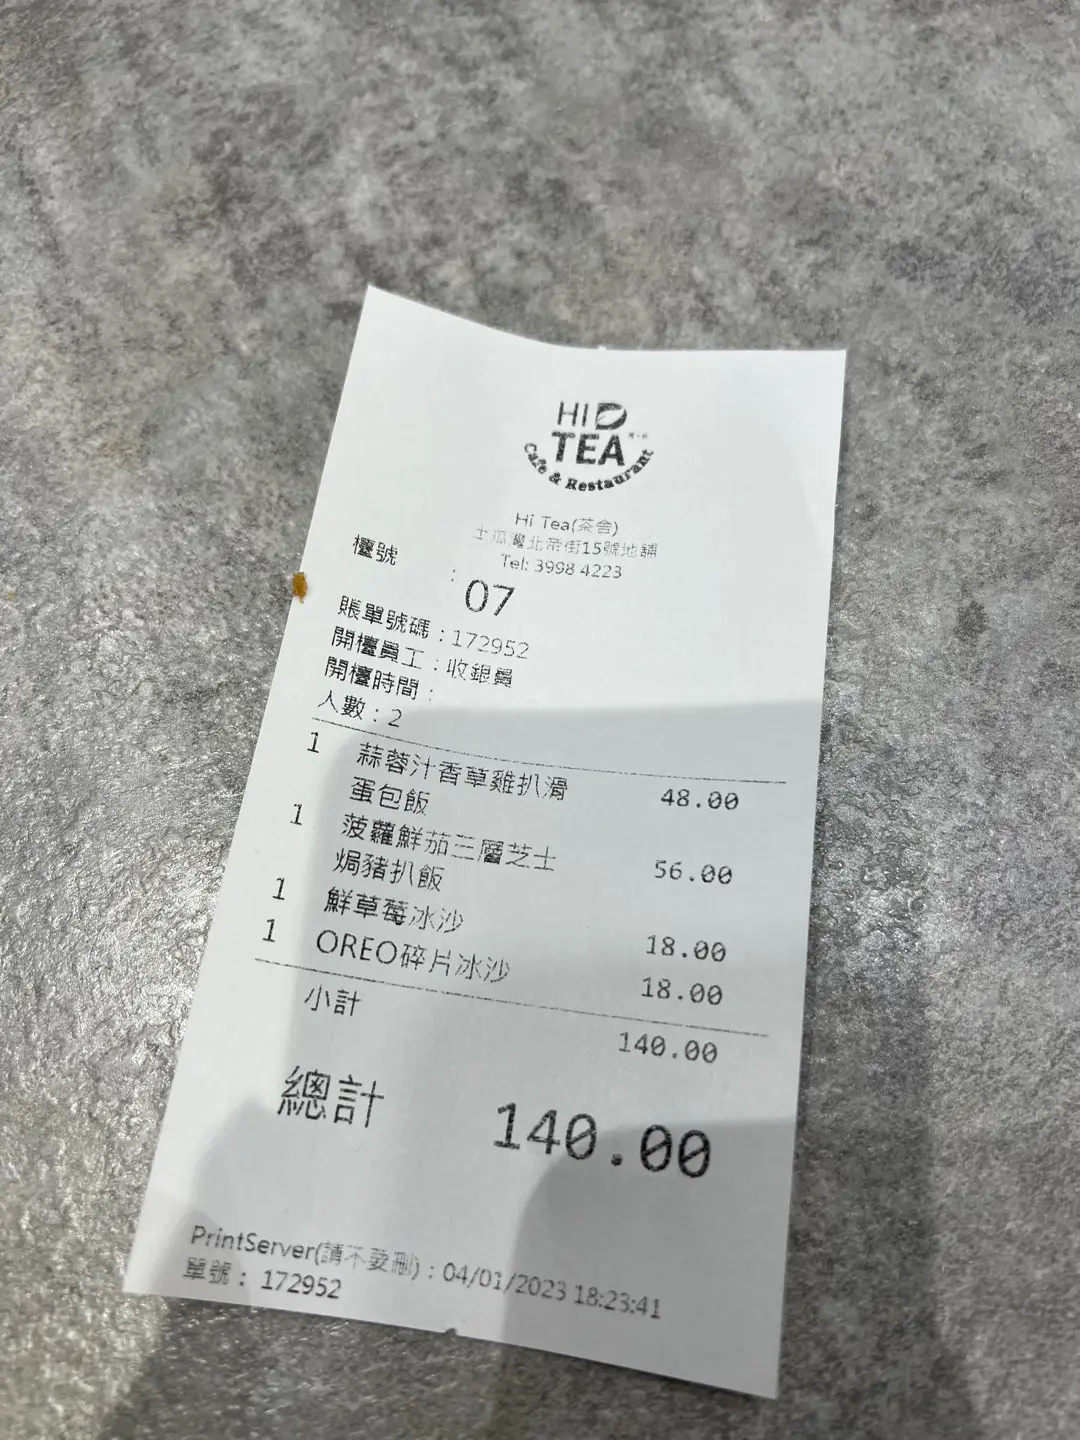 HI
TEA
Cafe & Restaurant
Hi Tea(茶舍)
土瓜灣北帝街15號地舖
Tel: 3998 4223
檯號
: 07
賬單號碼 : 172952
開檯員工 : 收銀員
開檯時間 :
人數 : 2
1 蒜蓉汁香草雞扒滑 48.00
蛋包飯
1 菠蘿鮮茄三層芝士 56.00
焗豬扒飯
1 鮮草莓冰沙 18.00
1 OREO碎片冰沙 18.00
小計 140.00
總計 140.00
PrintServer(請不要刪) : 04/01/2023 18:23:41
單號 : 172952